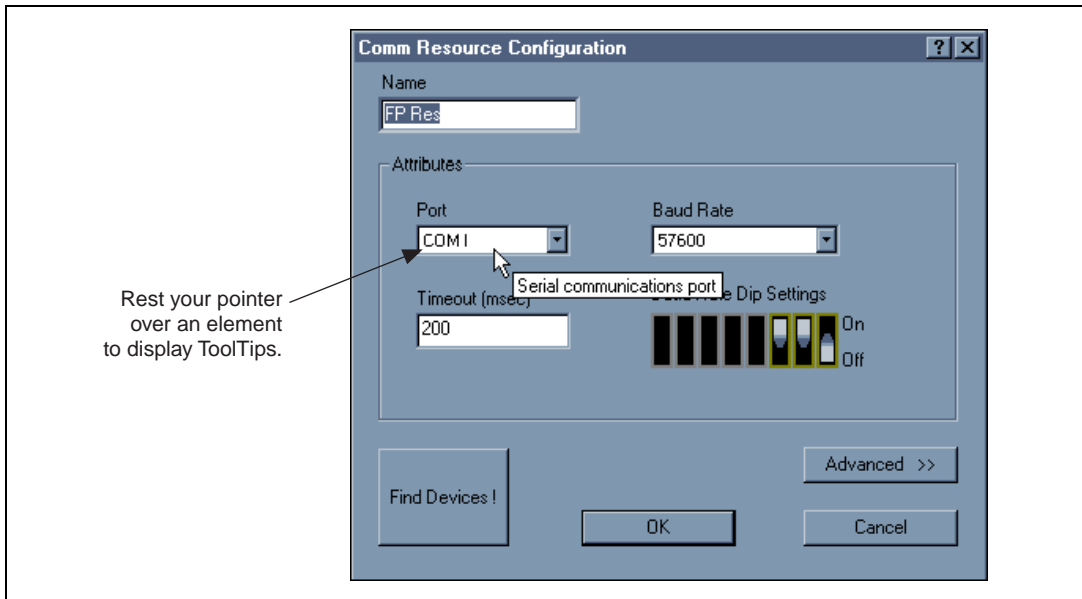 Comm Resource Configuration
Name
FP Res
Attributes
Port
Baud Rate
COM1
57600
Serial communications port
Timeout (msec)
Dip Settings
200
On
Off
Rest your pointer
over an element
to display ToolTips.
Find Devices !
Advanced >>
OK
Cancel